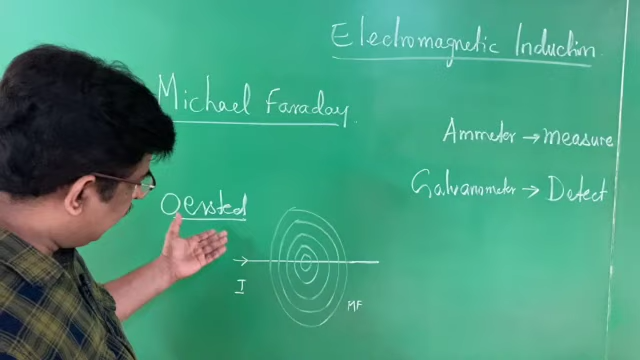 Electromagnetic Induction
Michael Faraday
Ammeter → measure
Galvanometer → Detect
Oersted
I
MF